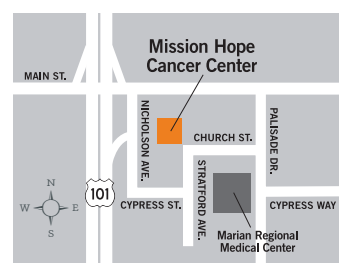 Mission Hope
Cancer Center
MAIN ST.
NICHOLSON AVE.
CHURCH ST.
PALISADE DR.
STRATFORD AVE.
N
W
E
S
101
CYPRESS ST.
CYPRESS WAY
Marian Regional
Medical Center